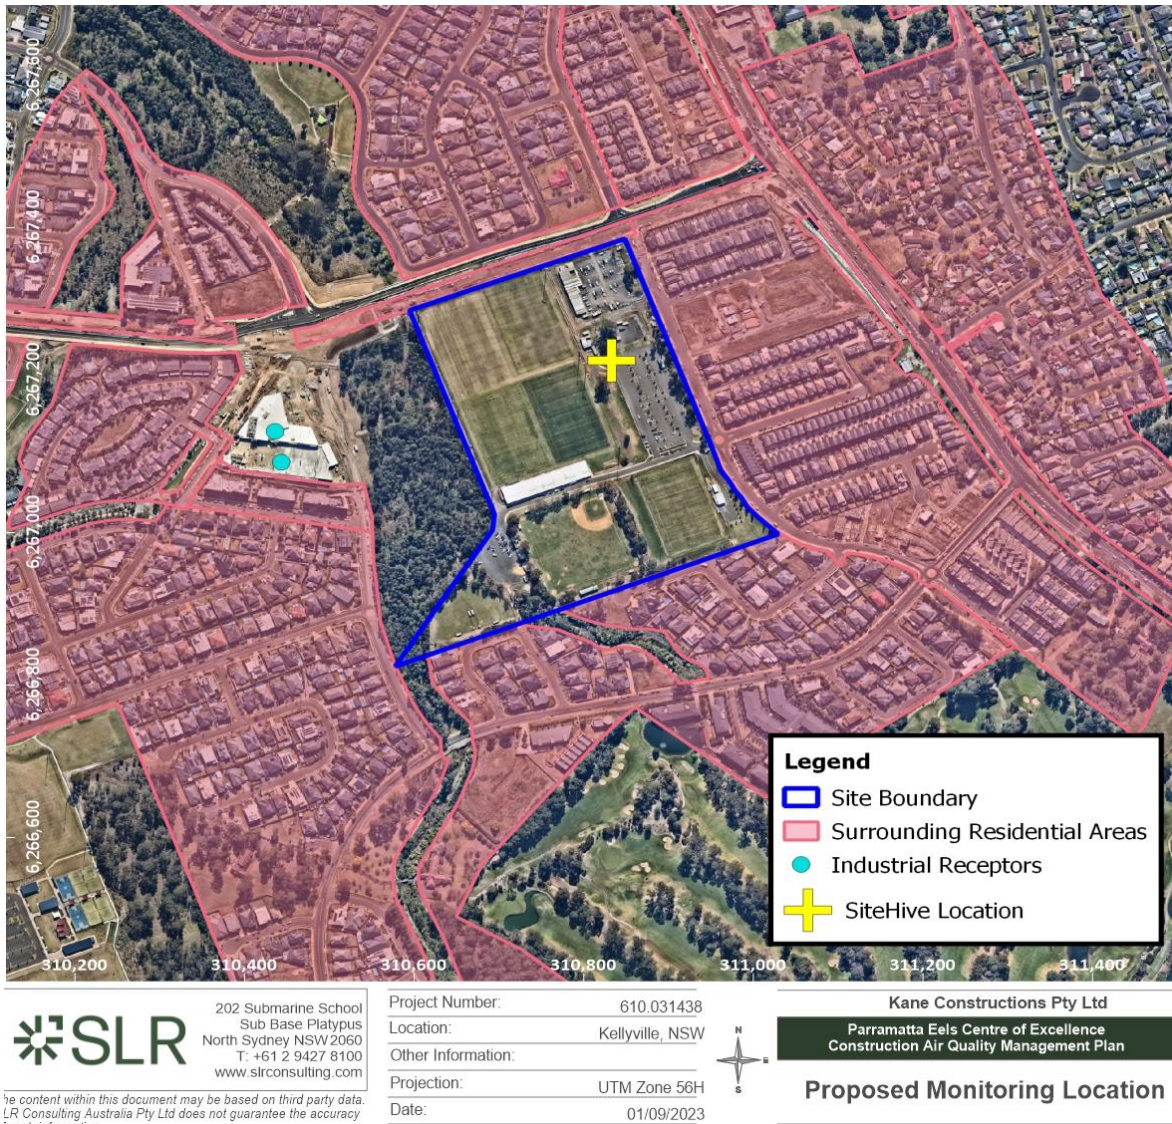 6,267,600
6,267,400
6,267,200
6,267,000
6,266,800
6,266,600
310,200
310,400
310,600
310,800
311,000
311,200
311,400
Legend
Site Boundary
Surrounding Residential Areas
Industrial Receptors
SiteHive Location
SLR
202 Submarine School
Sub Base Platypus
North Sydney NSW 2060
T: +61 2 9427 8100
www.slrconsulting.com
he content within this document may be based on third party data.
LR Consulting Australia Pty Ltd does not guarantee the accuracy
Project Number: 610.031438
Location: Kellyville, NSW
Other Information:
Projection: UTM Zone 56H
Date: 01/09/2023
N
S
Kane Constructions Pty Ltd
Parramatta Eels Centre of Excellence
Construction Air Quality Management Plan
Proposed Monitoring Location